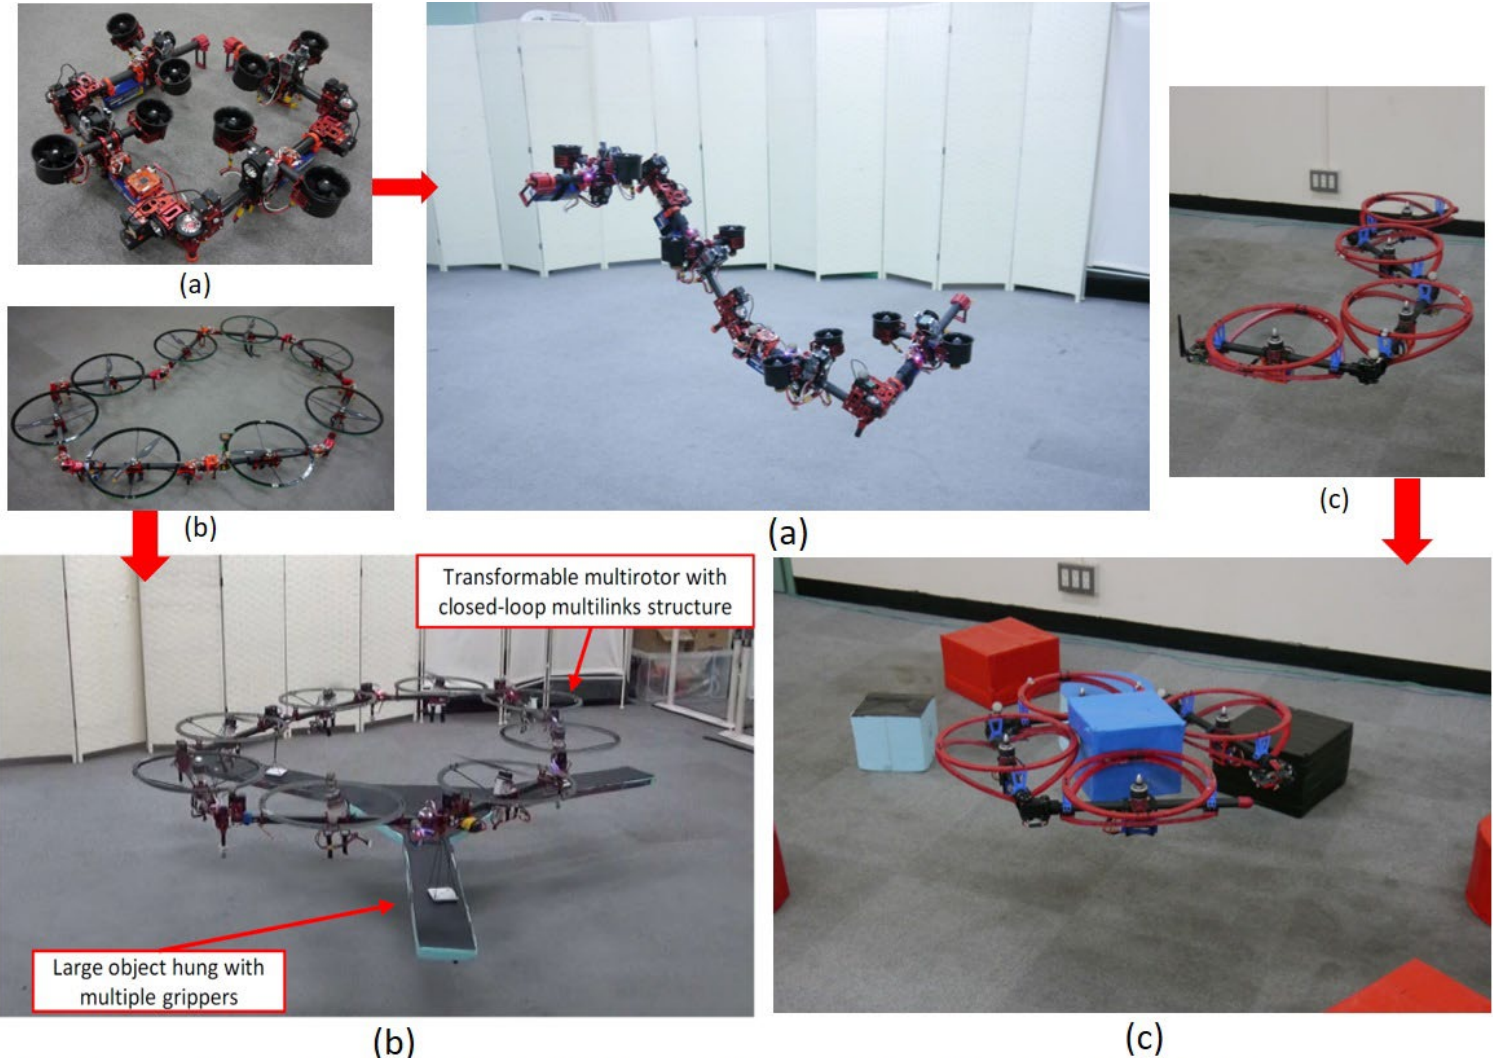 (a)
(b)
(a)
(c)
Transformable multirotor with
closed-loop multilinks structure
Large object hung with
multiple grippers
(b)
(c)